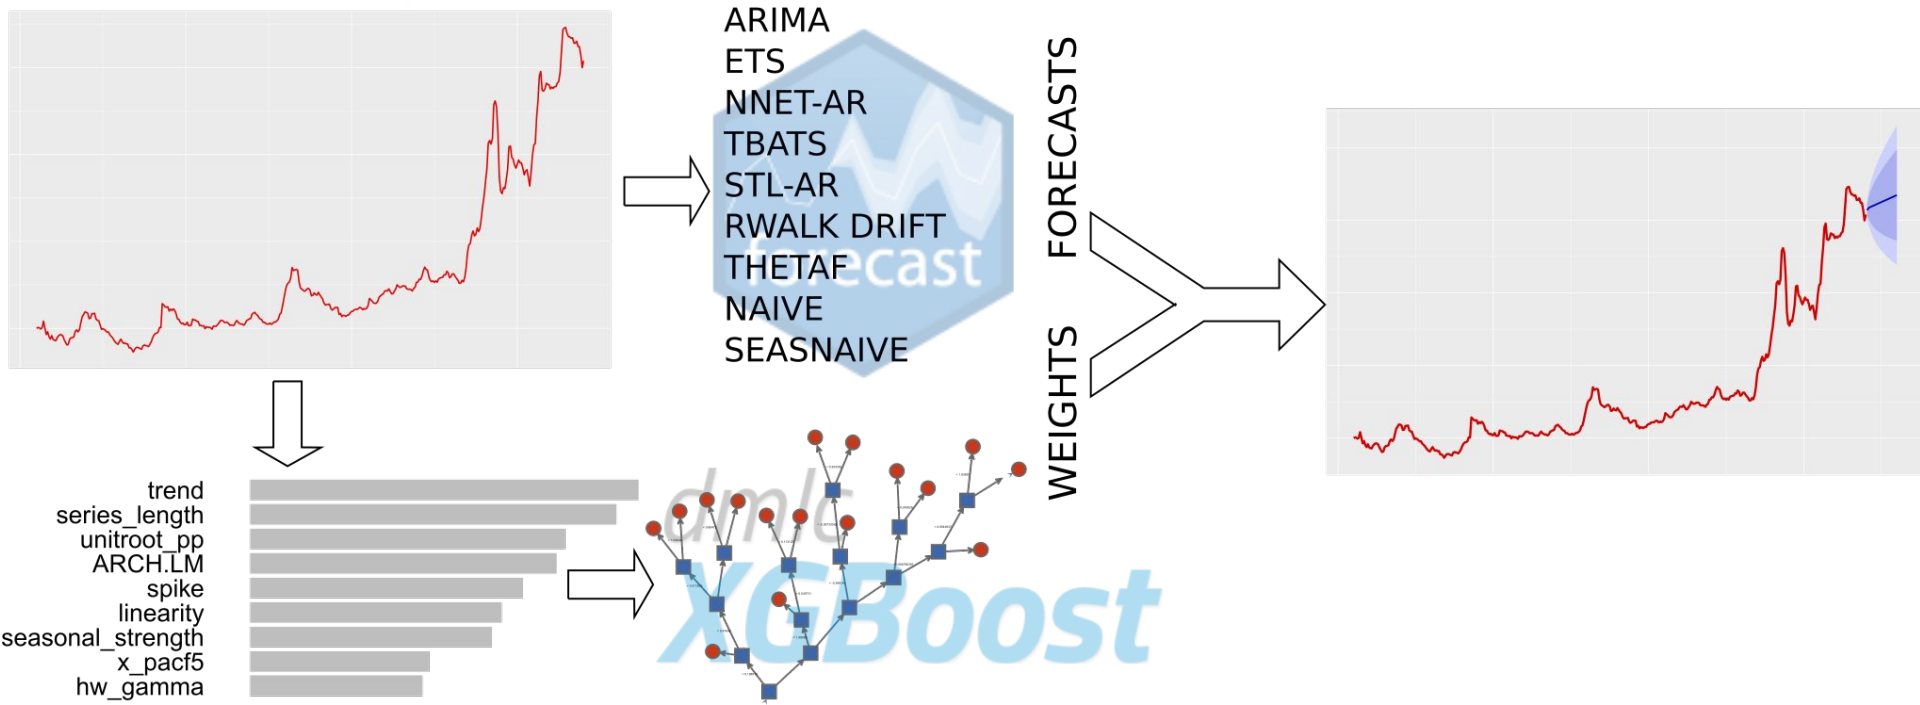 ARIMA
ETS
NNET-AR
TBATS
STL-AR
RWALK DRIFT
THETAF
NAIVE
SEASNAIVE
forecast
FORECASTS
WEIGHTS
trend
series_length
unitroot_pp
ARCH.LM
spike
linearity
seasonal_strength
x_pacf5
hw_gamma
dmlc
XGBoost